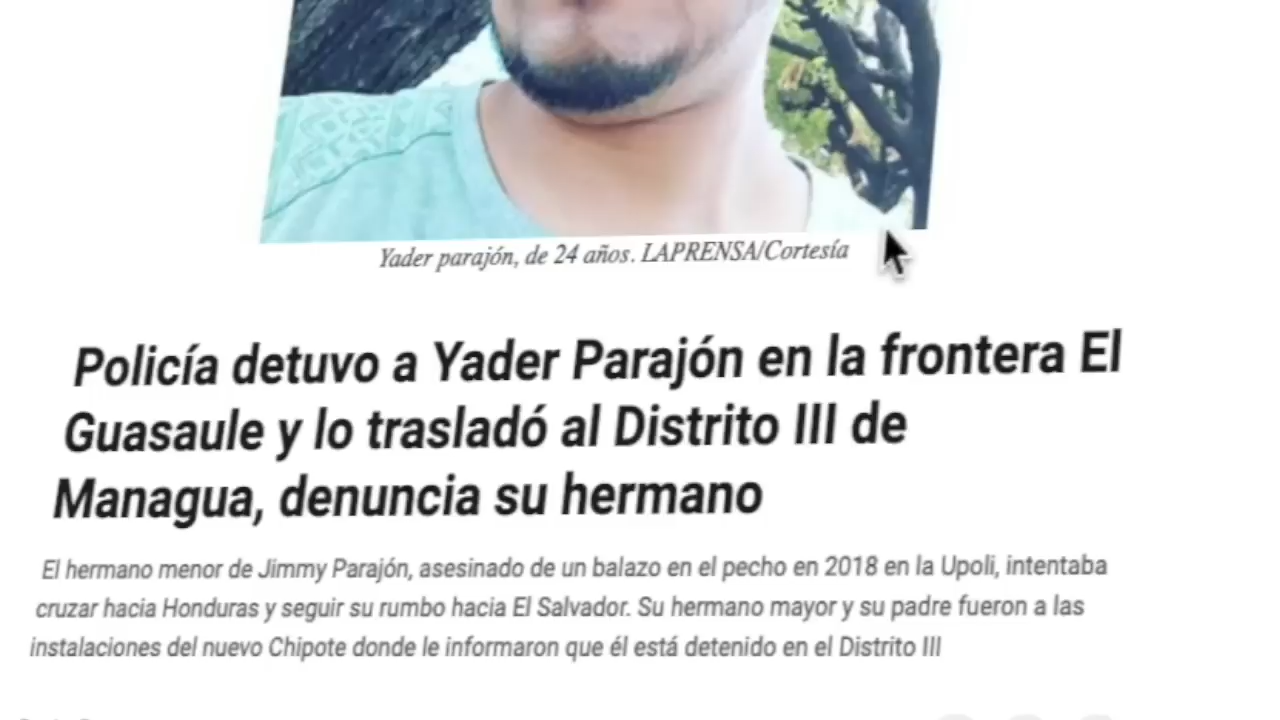 Yader parajón, de 24 años. LAPRENSA/Cortesía
Policía detuvo a Yader Parajón en la frontera El
Guasaule y lo trasladó al Distrito III de
Managua, denuncia su hermano
El hermano menor de Jimmy Parajón, asesinado de un balazo en el pecho en 2018 en la Upoli, intentaba
cruzar hacia Honduras y seguir su rumbo hacia El Salvador. Su hermano mayor y su padre fueron a las
instalaciones del nuevo Chipote donde le informaron que él está detenido en el Distrito III